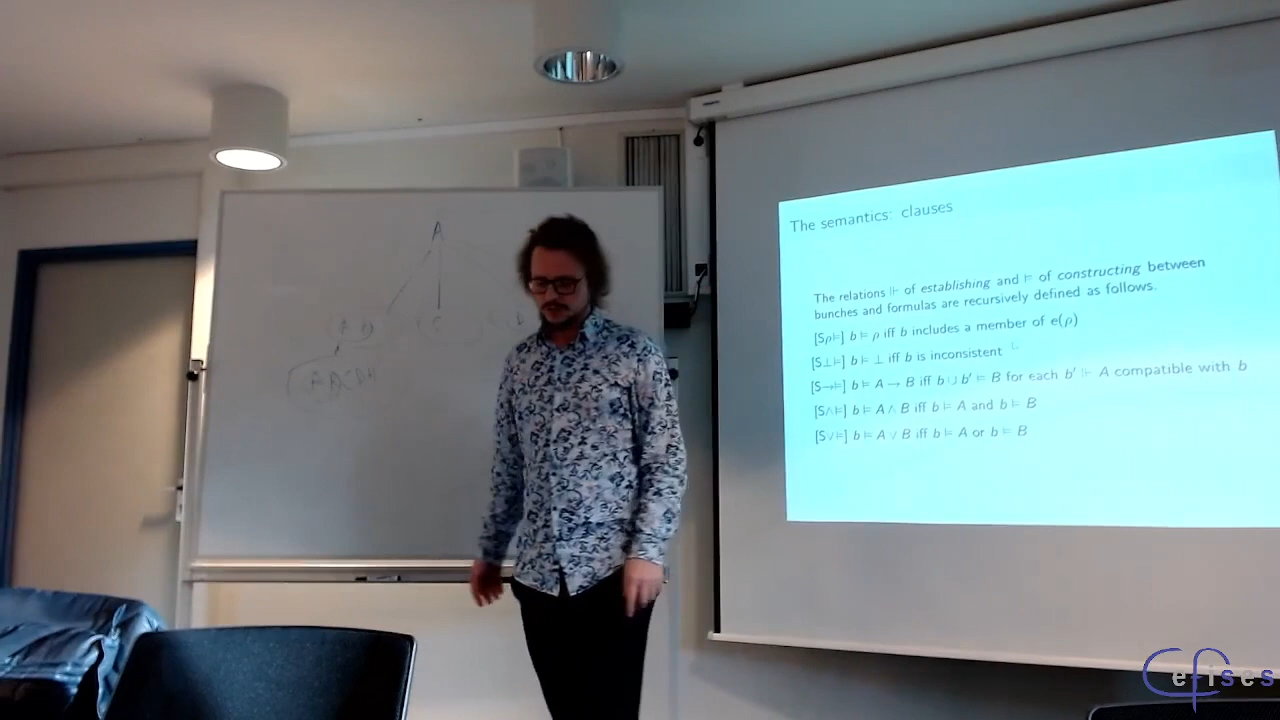 A
The semantics: clauses
The relations ⊩ of establishing and ⊨ of constructing between
bunches and formulas are recursively defined as follows.
[Sρ⊨] b ⊨ ρ iff b includes a member of e(ρ)
[S⊥⊨] b ⊨ ⊥ iff b is inconsistent
[S→⊨] b ⊨ A → B iff b ∪ b′ ⊨ B for each b′ ⊩ A compatible with b
[S∧⊨] b ⊨ A ∧ B iff b ⊨ A and b ⊨ B
[S∨⊨] b ⊨ A ∨ B iff b ⊨ A or b ⊨ B
Cefises